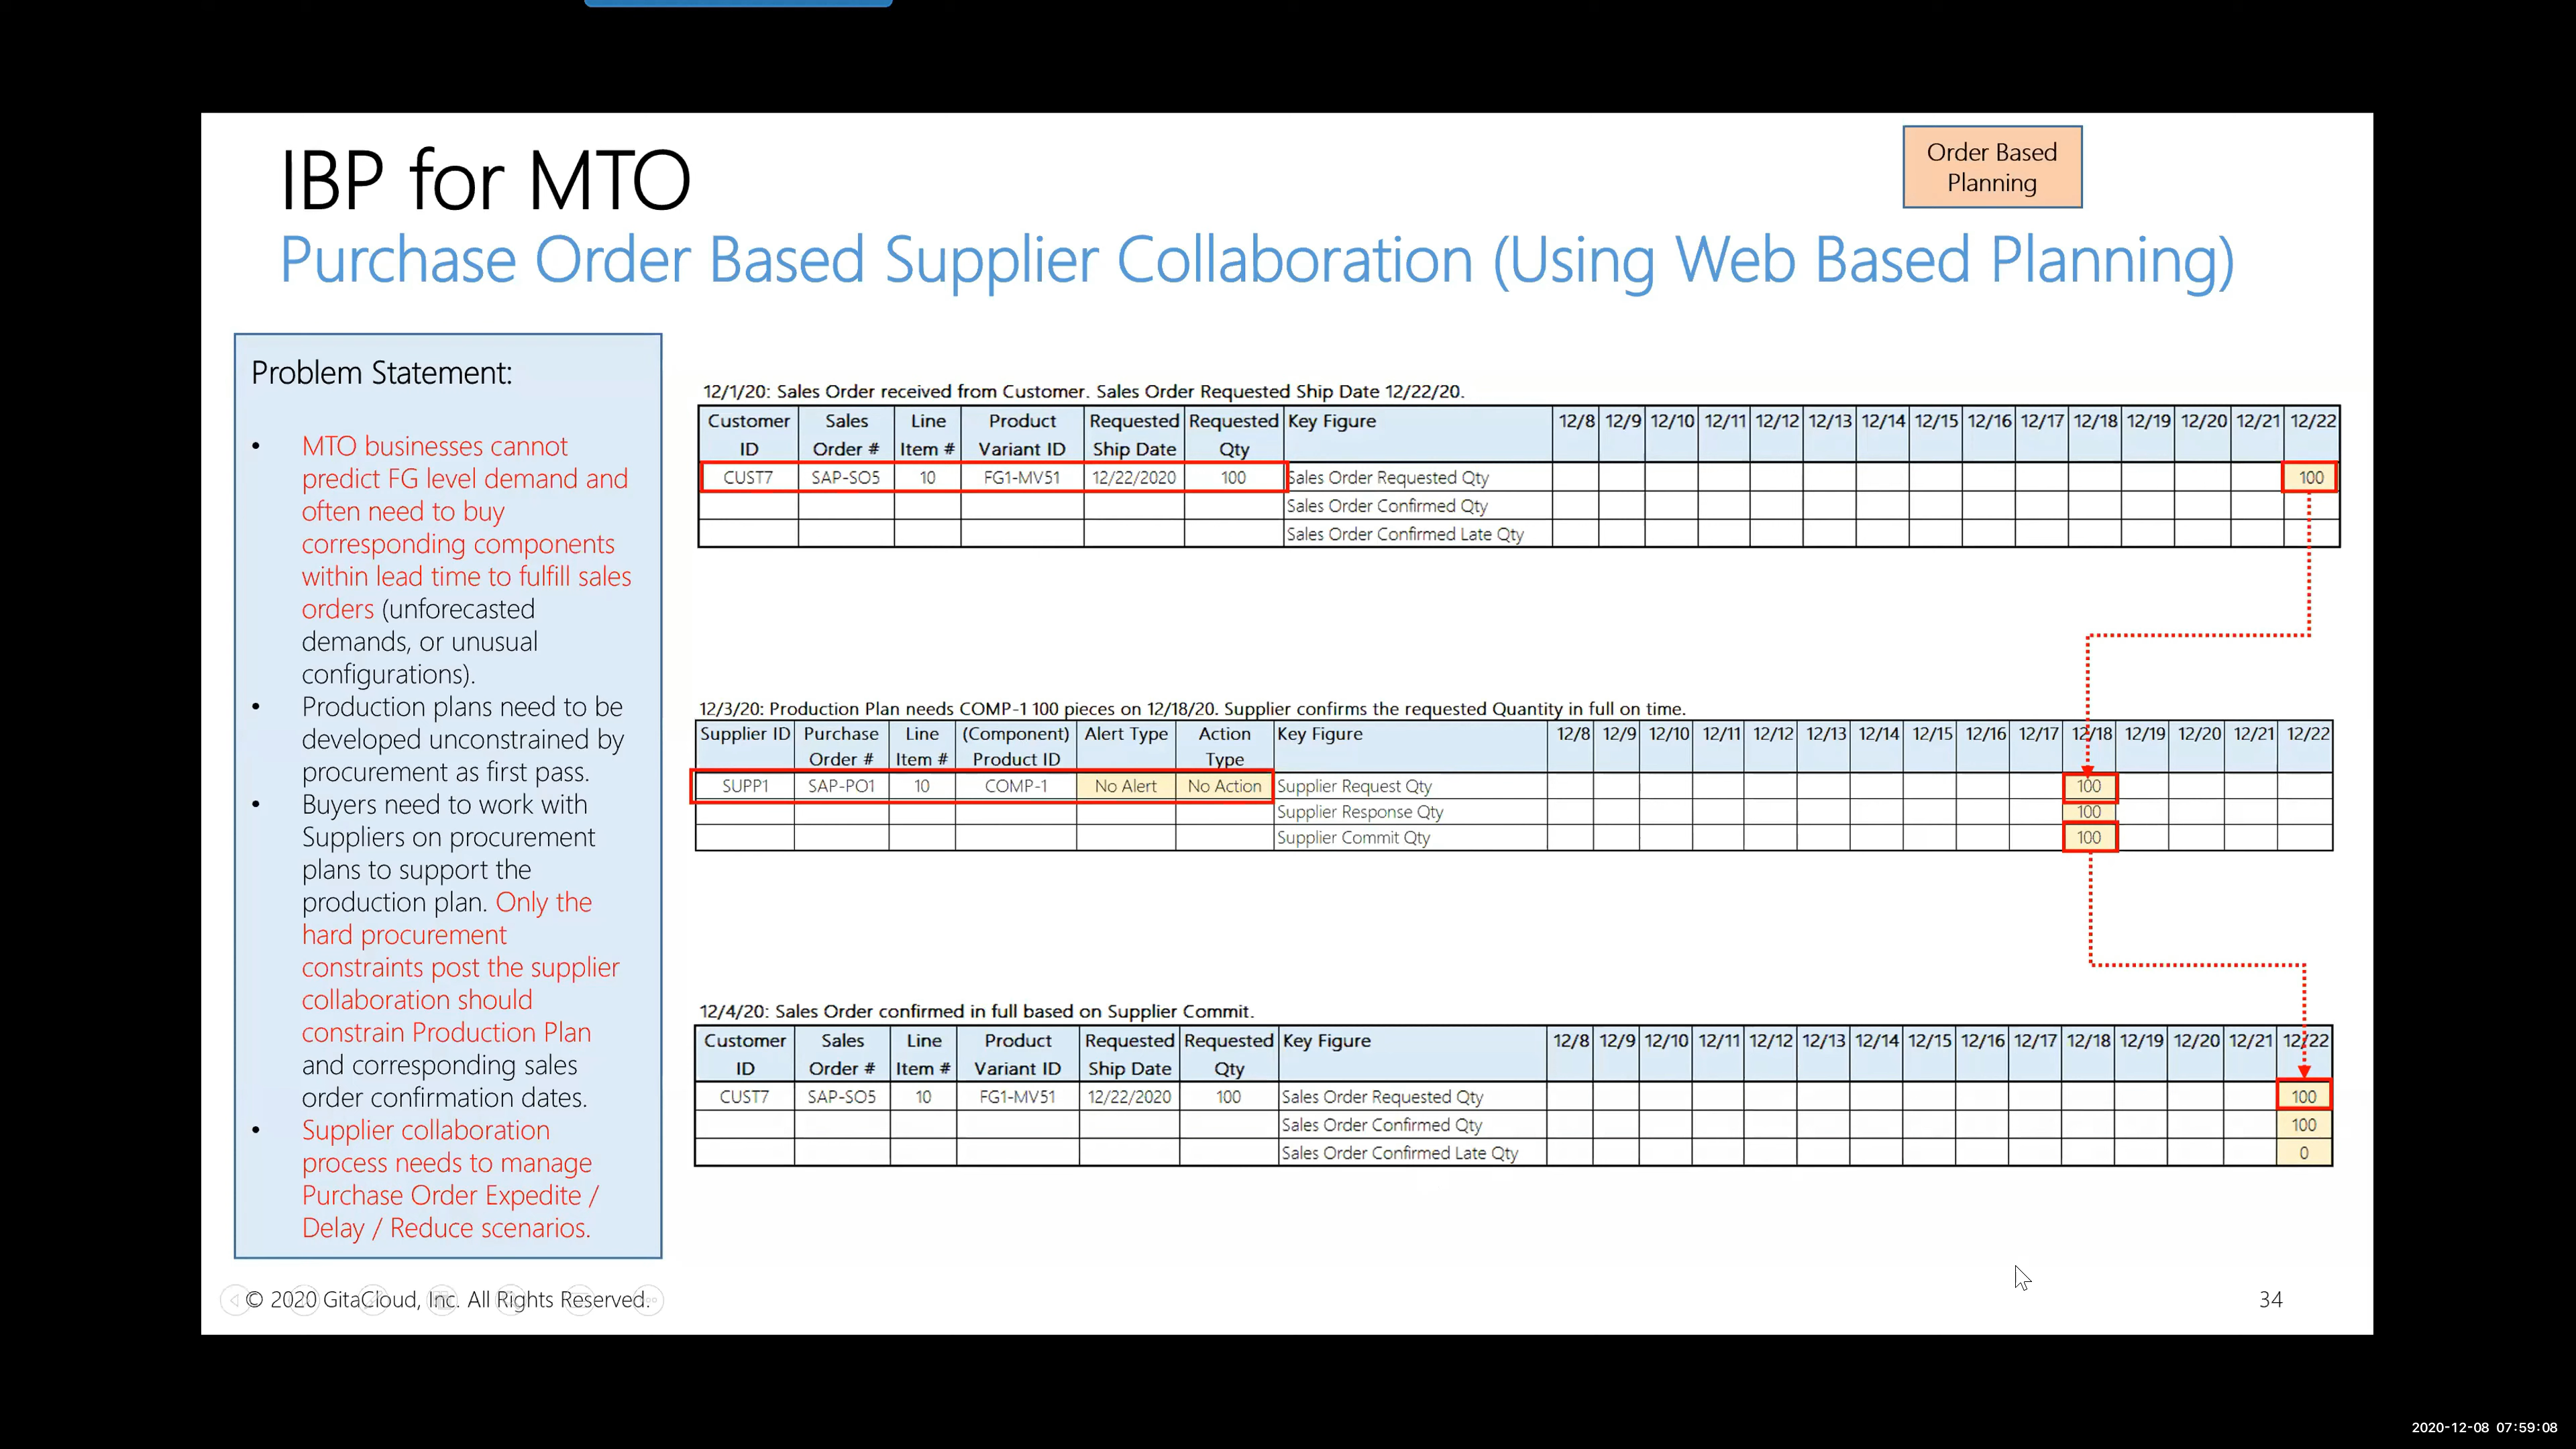 IBP for MTO
Order Based
Planning
Purchase Order Based Supplier Collaboration (Using Web Based Planning)
Problem Statement:
• MTO businesses cannot
predict FG level demand and
often need to buy
corresponding components
within lead time to fulfill sales
orders (unforecasted
demands, or unusual
configurations).
• Production plans need to be
developed unconstrained by
procurement as first pass.
• Buyers need to work with
Suppliers on procurement
plans to support the
production plan. Only the
hard procurement
constraints post the supplier
collaboration should
constrain Production Plan
and corresponding sales
order confirmation dates.
• Supplier collaboration
process needs to manage
Purchase Order Expedite /
Delay / Reduce scenarios.
12/1/20: Sales Order received from Customer. Sales Order Requested Ship Date 12/22/20.
Customer Sales Line Product Requested Requested Key Figure 12/8 12/9 12/10 12/11 12/12 12/13 12/14 12/15 12/16 12/17 12/18 12/19 12/20 12/21 12/22
ID Order # Item # Variant ID Ship Date Qty
CUST7 SAP-SO5 10 FG1-MV51 12/22/2020 100 Sales Order Requested Qty 100
Sales Order Confirmed Qty
Sales Order Confirmed Late Qty
12/3/20: Production Plan needs COMP-1 100 pieces on 12/18/20. Supplier confirms the requested Quantity in full on time.
Supplier ID Purchase Line (Component) Alert Type Action Key Figure 12/8 12/9 12/10 12/11 12/12 12/13 12/14 12/15 12/16 12/17 12/18 12/19 12/20 12/21 12/22
Order # Item # Product ID Type
SUPP1 SAP-PO1 10 COMP-1 No Alert No Action Supplier Request Qty 100
Supplier Response Qty 100
Supplier Commit Qty 100
12/4/20: Sales Order confirmed in full based on Supplier Commit.
Customer Sales Line Product Requested Requested Key Figure 12/8 12/9 12/10 12/11 12/12 12/13 12/14 12/15 12/16 12/17 12/18 12/19 12/20 12/21 12/22
ID Order # Item # Variant ID Ship Date Qty
CUST7 SAP-SO5 10 FG1-MV51 12/22/2020 100 Sales Order Requested Qty 100
Sales Order Confirmed Qty 100
Sales Order Confirmed Late Qty 0
© 2020 GitaCloud, Inc. All Rights Reserved.
34
2020-12-08 07:59:08